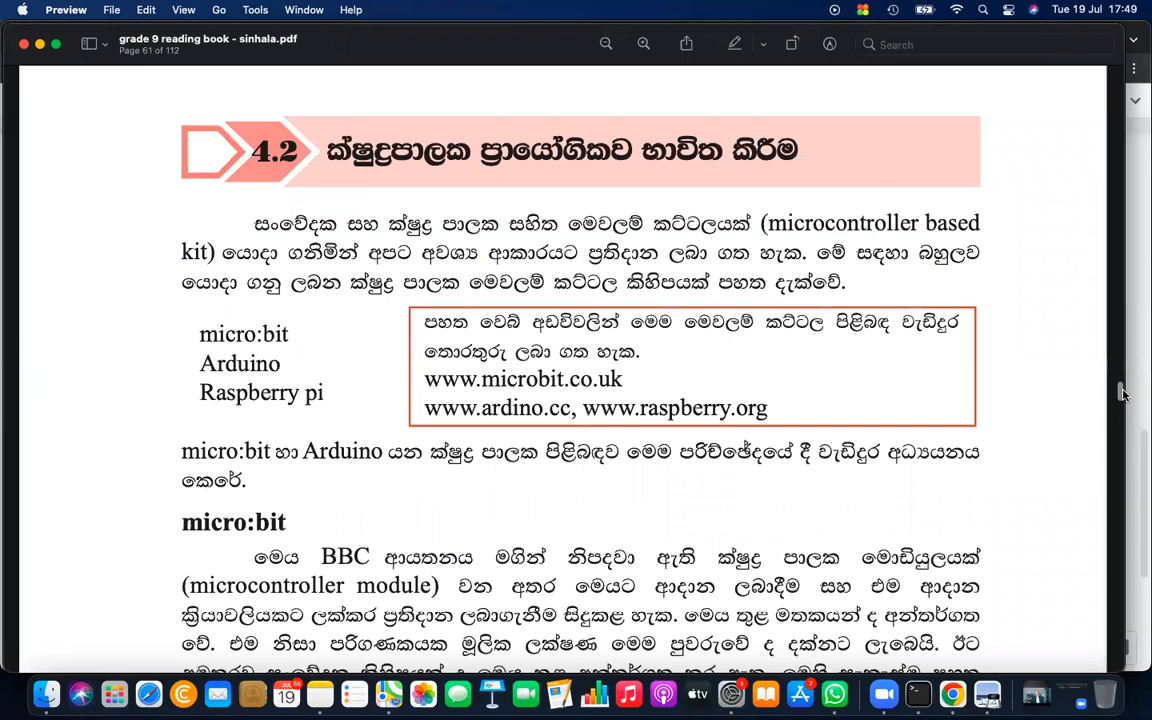 Preview File Edit View Go Tools Window Help Tue 19 Jul 17:49
grade 9 reading book - sinhala.pdf
Page 61 of 112
Search
4.2 ක්ෂුද්‍රපාලක ප්‍රායෝගිකව භාවිත කිරීම
සංවේදක සහ ක්ෂුද්‍ර පාලක සහිත මෙවලම් කට්ටලයක් (microcontroller based
kit) යොදා ගනිමින් අපට අවශ්‍ය ආකාරයට ප්‍රතිදාන ලබා ගත හැක. මේ සඳහා බහුලව
යොදා ගනු ලබන ක්ෂුද්‍ර පාලක මෙවලම් කට්ටල කිහිපයක් පහත දැක්වේ.
micro:bit
Arduino
Raspberry pi
පහත වෙබ් අඩවිවලින් මෙම මෙවලම් කට්ටල පිළිබඳ වැඩිදුර
තොරතුරු ලබා ගත හැක.
www.microbit.co.uk
www.ardino.cc, www.raspberry.org
micro:bit හා Arduino යන ක්ෂුද්‍ර පාලක පිළිබඳව මෙම පරිච්ඡේදයේ දී වැඩිදුර අධ්‍යයනය
කෙරේ.
micro:bit
මෙය BBC ආයතනය මගින් නිපදවා ඇති ක්ෂුද්‍ර පාලක මොඩියුලයක්
(microcontroller module) වන අතර මෙයට ආදාන ලබාදීම සහ එම ආදාන
ක්‍රියාවලියකට ලක්කර ප්‍රතිදාන ලබාගැනීම සිදුකළ හැක. මෙය තුළ මතකයන් ද අන්තර්ගත
වේ. එම නිසා පරිගණකයක මූලික ලක්ෂණ මෙම පුවරුවේ ද දක්නට ලැබෙයි. ඊට
19
tv